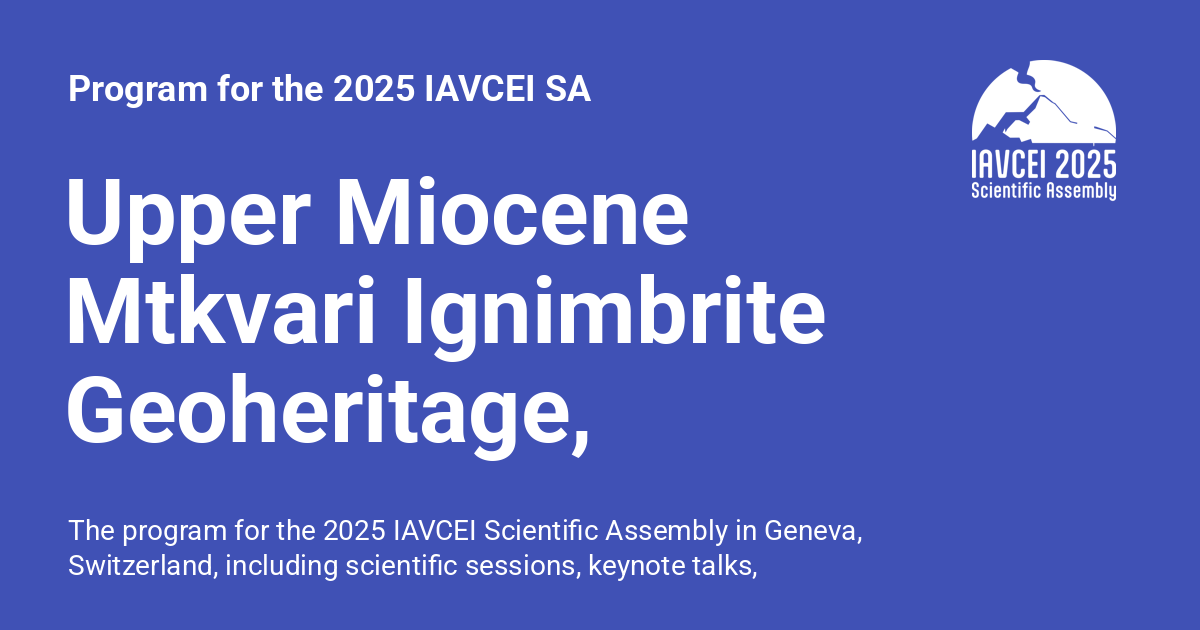 Program for the 2025 IAVCEI SA
IAVCEI 2025
Scientific Assembly
Upper Miocene
Mtkvari Ignimbrite
Geoheritage,
The program for the 2025 IAVCEI Scientific Assembly in Geneva,
Switzerland, including scientific sessions, keynote talks,